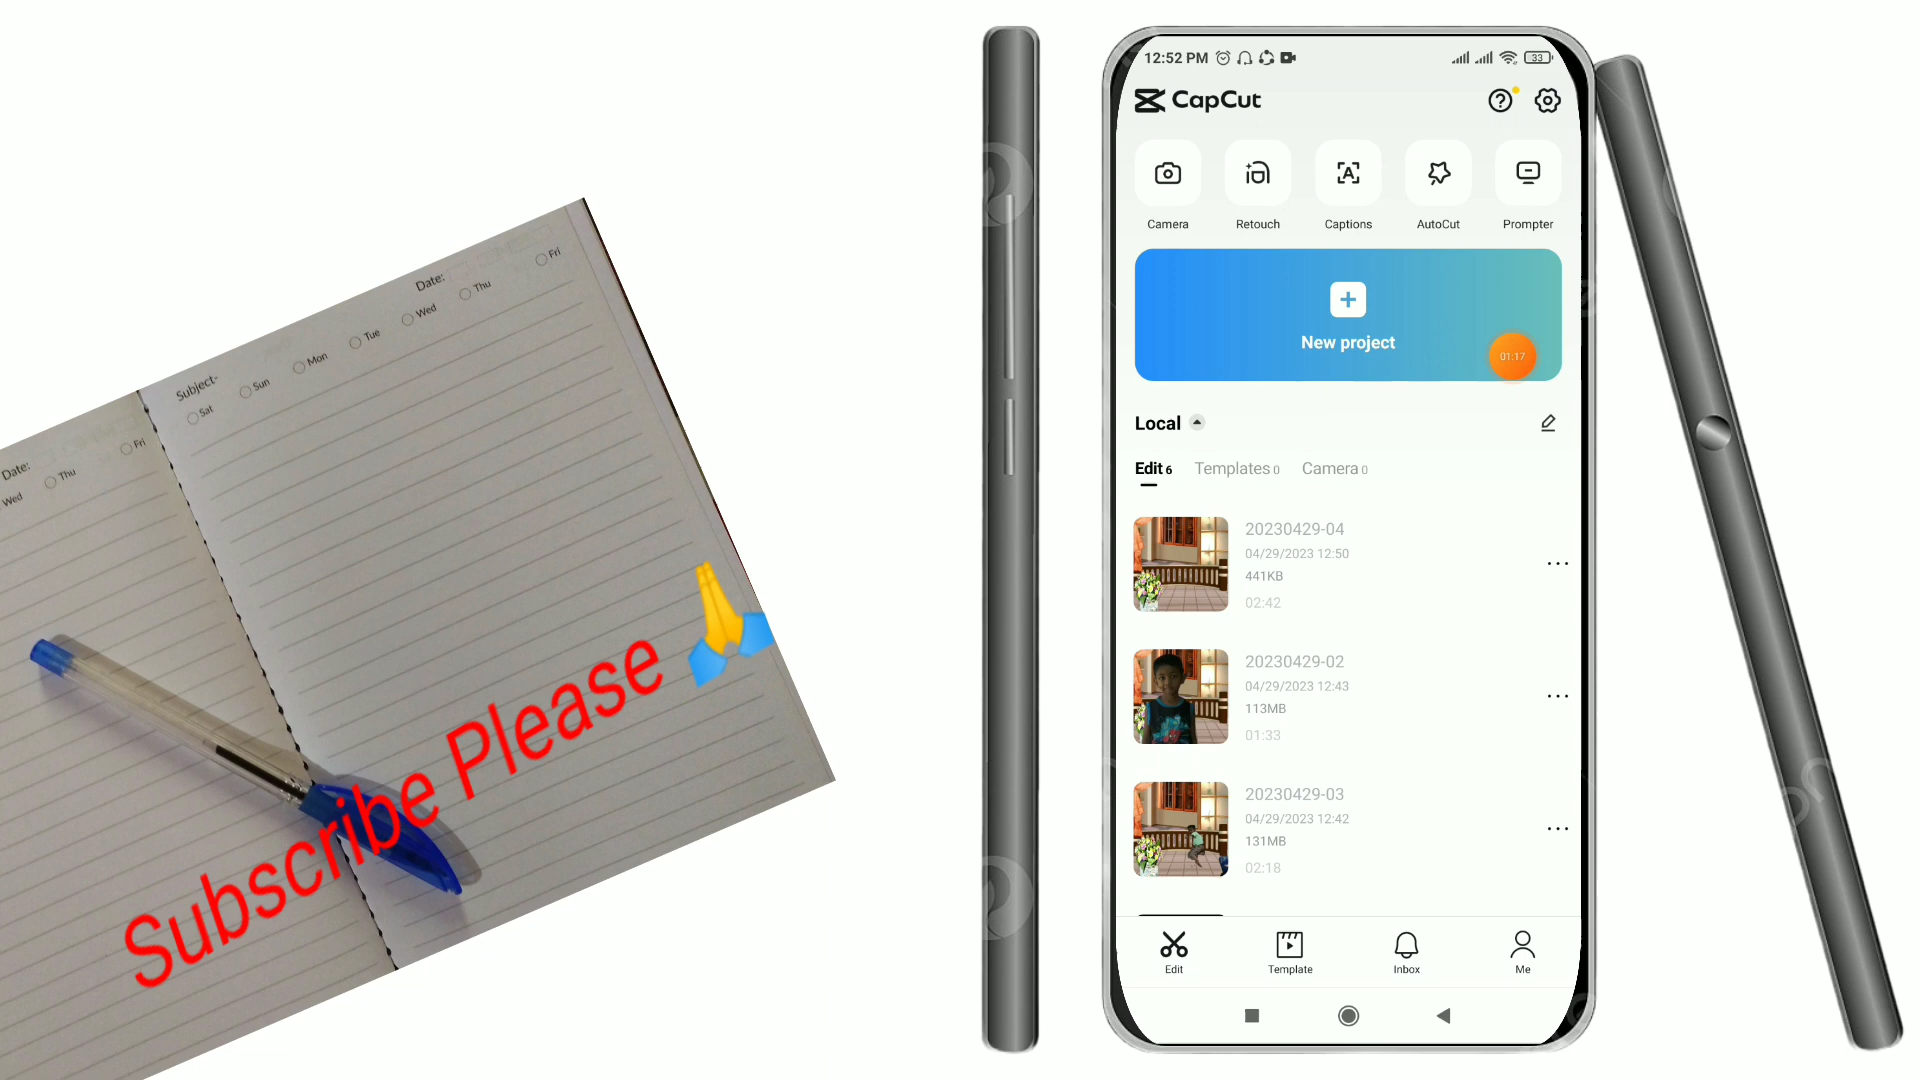 Date:
Fri
Thu
Wed
Tue
Mon
Sun
Sat
Subject-
Date:
Fri
Thu
Wed
Subscribe Please 🙏
12:52 PM
33
CapCut
Camera Retouch Captions AutoCut Prompter
New project
01:17
Local
Edit 6 Templates 0 Camera 0
20230429-04
04/29/2023 12:50
441KB
02:42
20230429-02
04/29/2023 12:43
113MB
01:33
20230429-03
04/29/2023 12:42
131MB
02:18
Edit Template Inbox Me